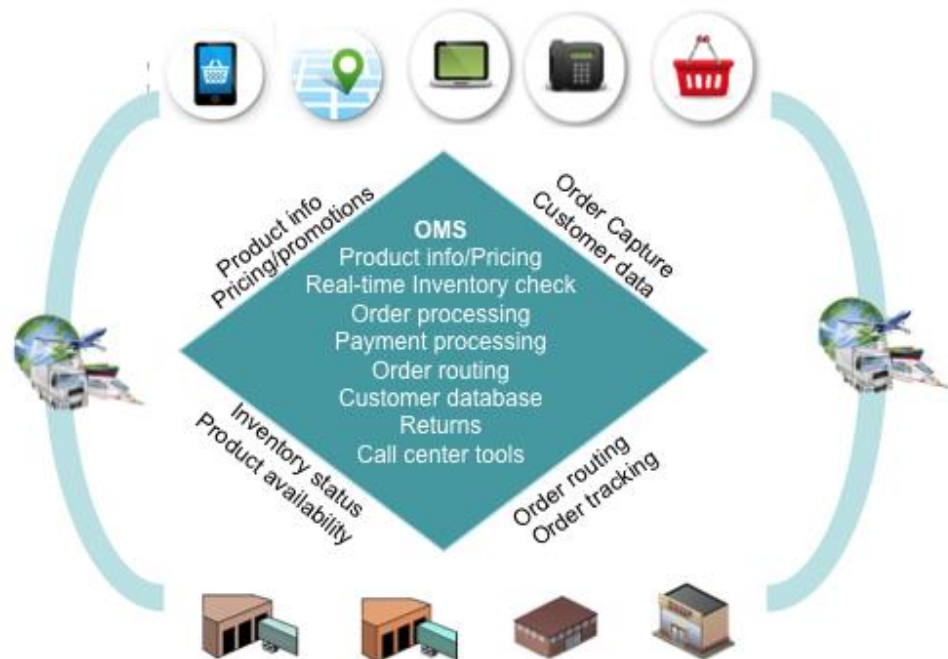 Product info
Pricing/promotions
Order Capture
Customer data
OMS
Product info/Pricing
Real-time Inventory check
Order processing
Payment processing
Order routing
Customer database
Returns
Call center tools
Inventory status
Product availability
Order routing
Order tracking